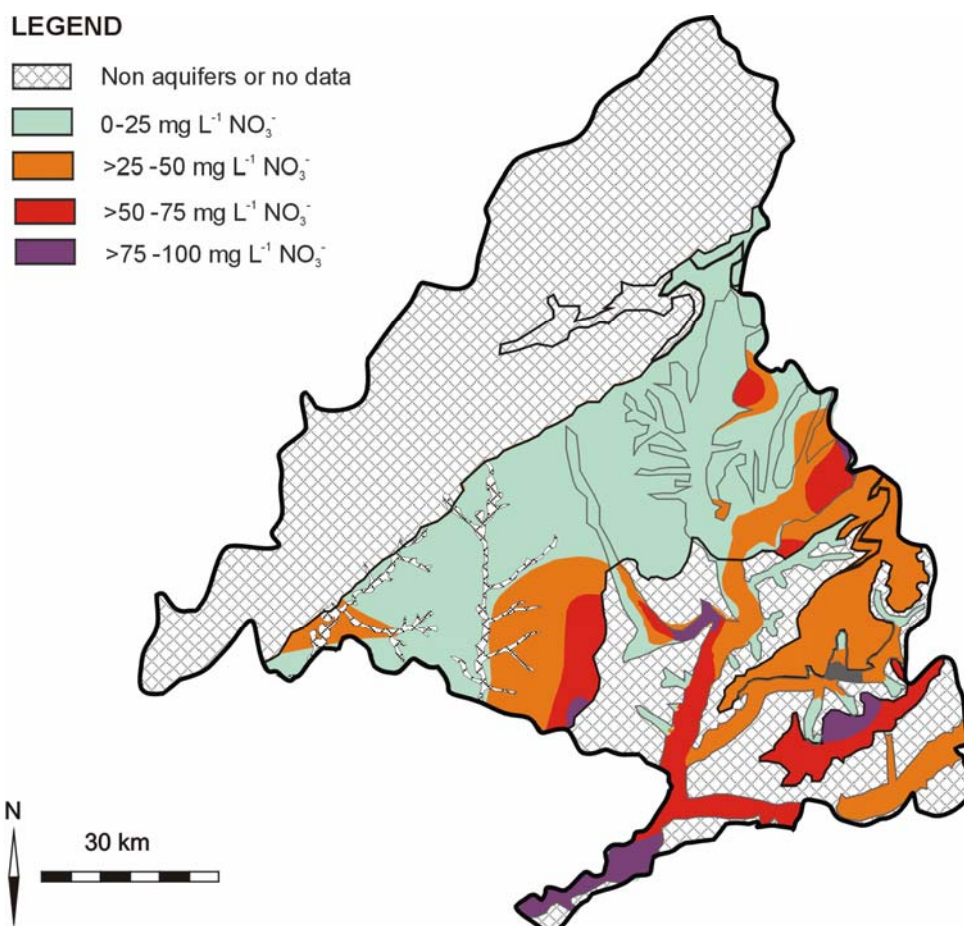 LEGEND
Non aquifers or no data
0-25 mg L⁻¹ NO₃⁻
>25 -50 mg L⁻¹ NO₃⁻
>50 -75 mg L⁻¹ NO₃⁻
>75 -100 mg L⁻¹ NO₃⁻
N
30 km